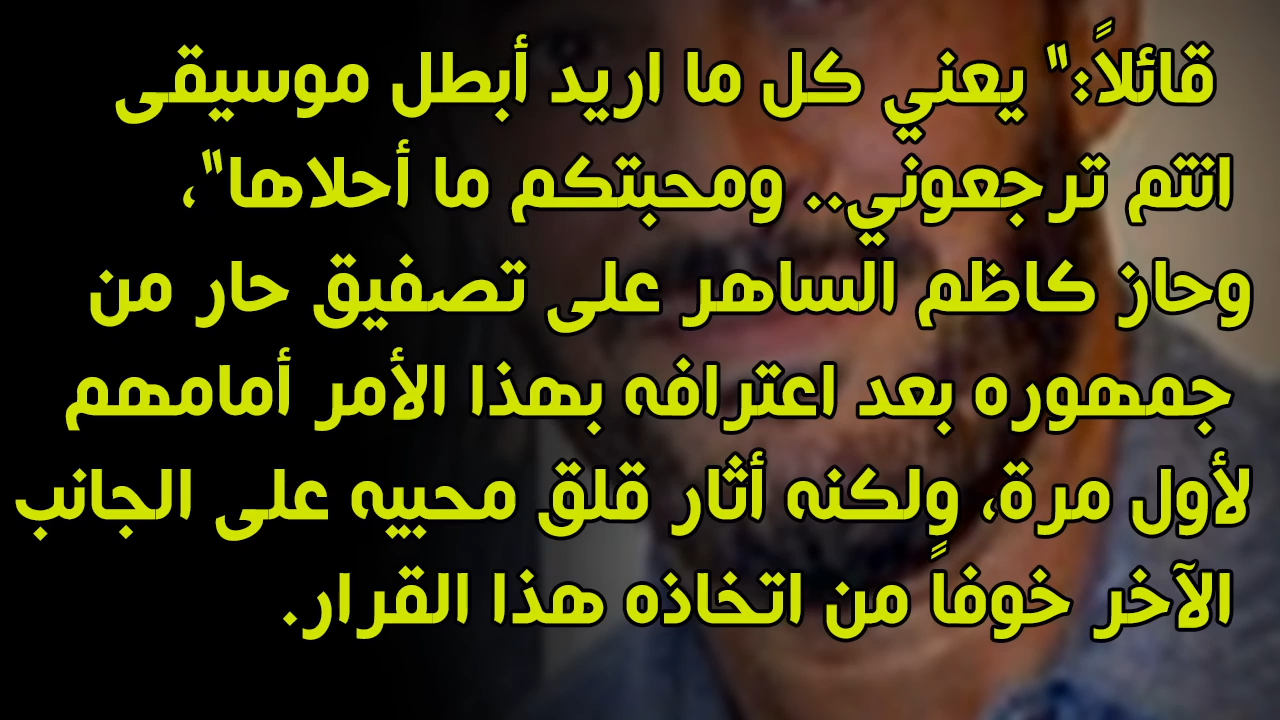 قائلاً:" يعني كل ما اريد أبطل موسيقى
انتم ترجعوني.. ومحبتكم ما أحلاها"،
وحاز كاظم الساهر على تصفيق حار من
جمهوره بعد اعترافه بهذا الأمر أمامهم
لأول مرة، ولكنه أثار قلق محبيه على الجانب
الآخر خوفاً من اتخاذه هذا القرار.